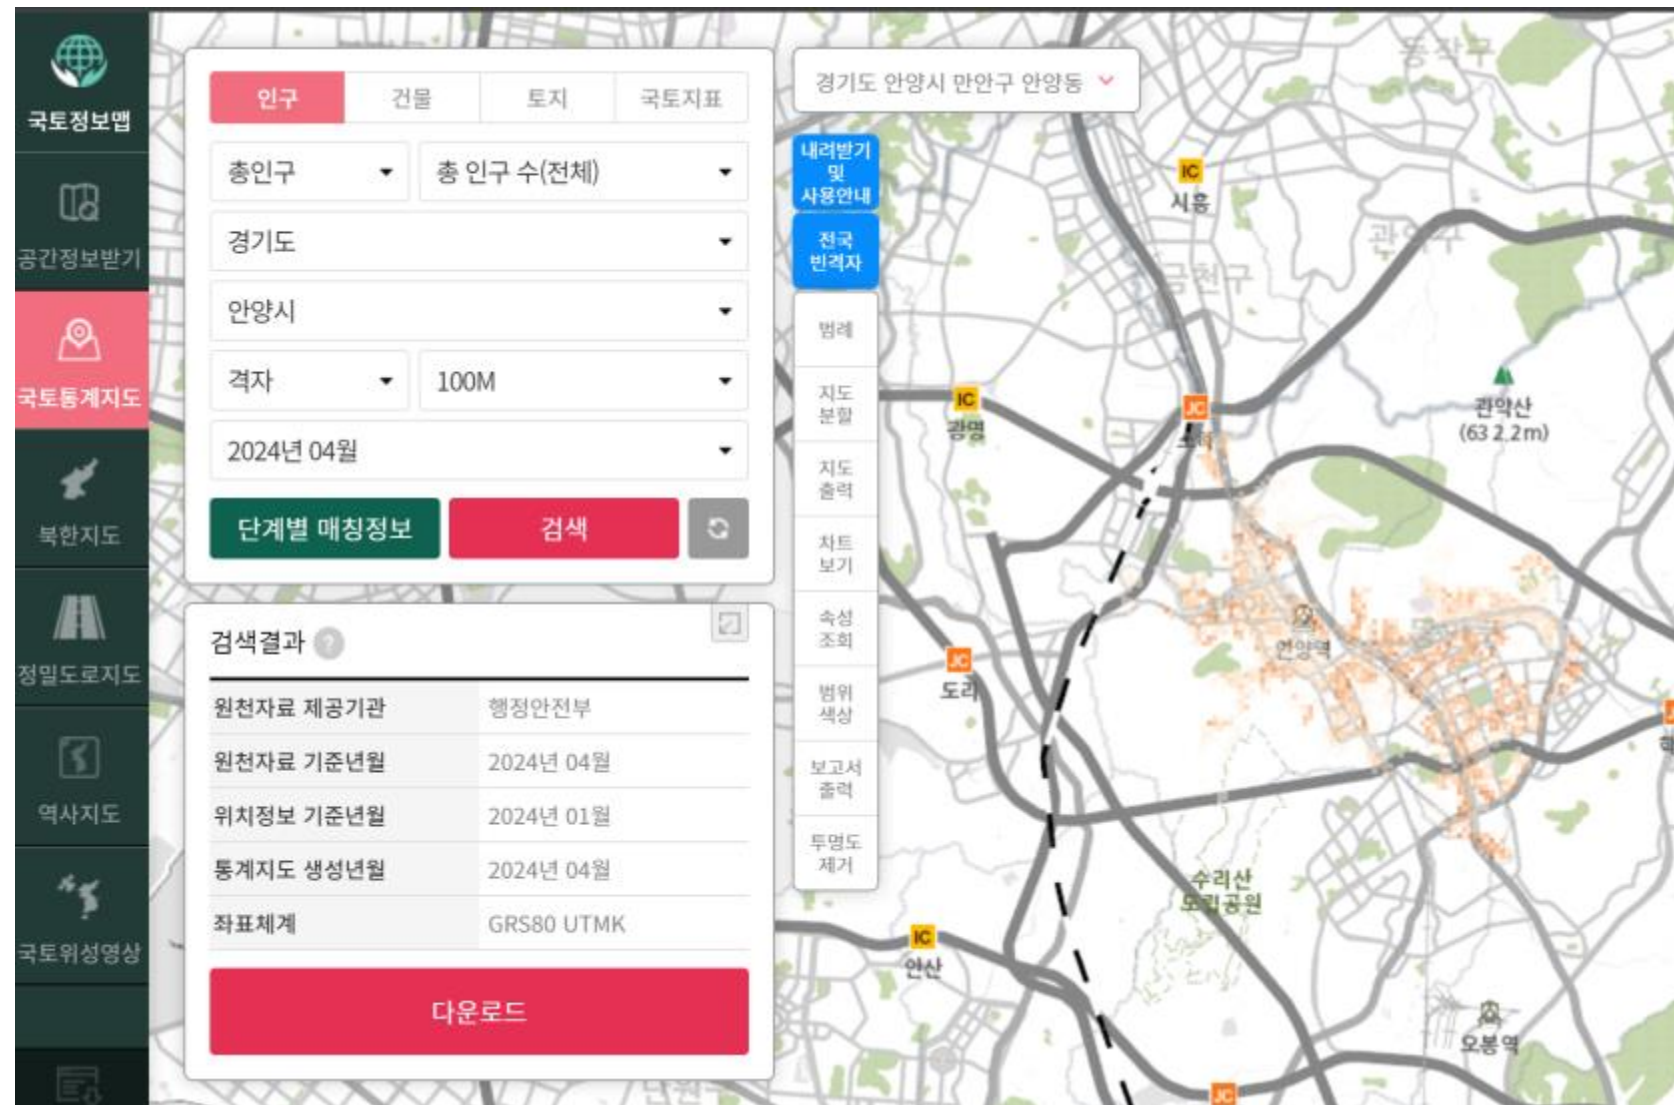 국토정보맵
공간정보받기
국토통계지도
북한지도
정밀도로지도
역사지도
국토위성영상
인구 건물 토지 국토지표
총인구 총 인구 수(전체)
경기도
안양시
격자 100M
2024년 04월
단계별 매칭정보 검색
검색결과 ?
원천자료 제공기관 행정안전부
원천자료 기준년월 2024년 04월
위치정보 기준년월 2024년 01월
통계지도 생성년월 2024년 04월
좌표체계 GRS80 UTMK
다운로드
경기도 안양시 만안구 안양동
내려받기
및
사용안내
전국
빈격자
범례
지도
분할
지도
출력
차트
보기
속성
조회
범위
색상
보고서
출력
투명도
제거
동작구
IC
시흥
관악구
금천구
IC
광명
JC
관악산
(632.2m)
안양역
JC
도리
수리산
도립공원
IC
안산
오봉역
JC